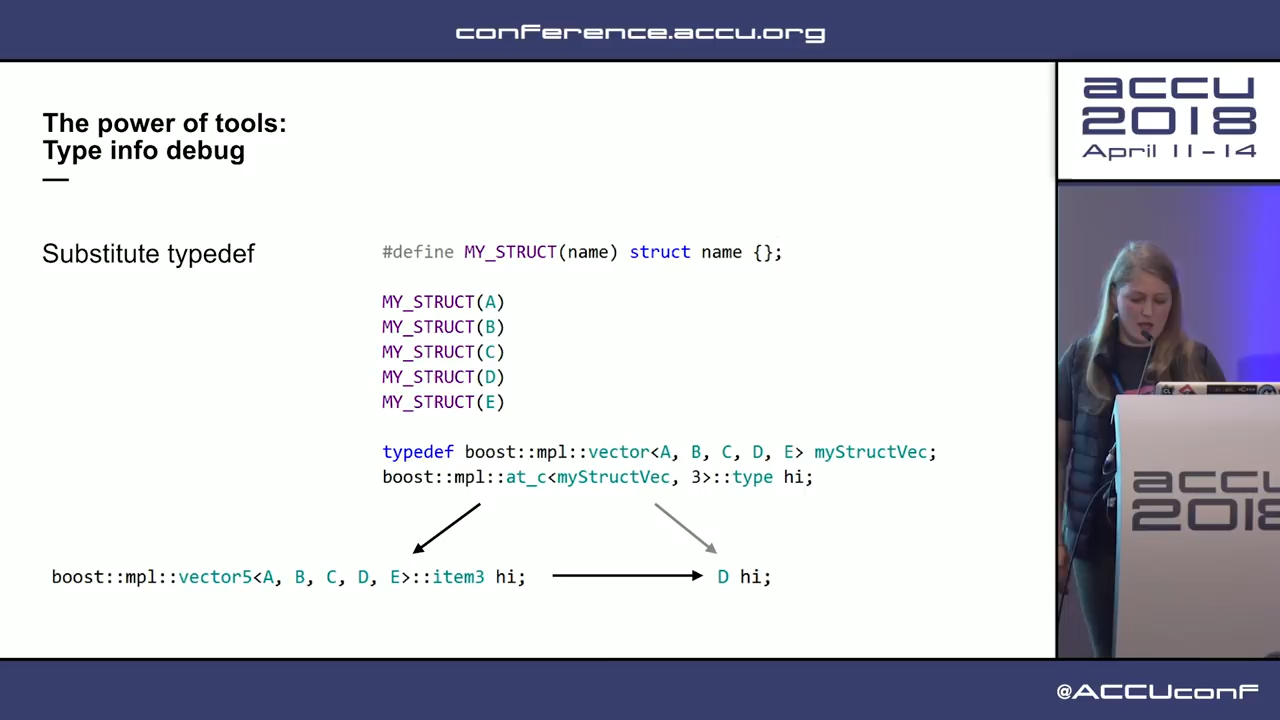 conference.accu.org
accu
2018
April 11-14
The power of tools:
Type info debug
Substitute typedef
#define MY_STRUCT(name) struct name {};
MY_STRUCT(A)
MY_STRUCT(B)
MY_STRUCT(C)
MY_STRUCT(D)
MY_STRUCT(E)
typedef boost::mpl::vector<A, B, C, D, E> myStructVec;
boost::mpl::at_c<myStructVec, 3>::type hi;
boost::mpl::vector5<A, B, C, D, E>::item3 hi;
D hi;
accu
2018
@ACCUconf